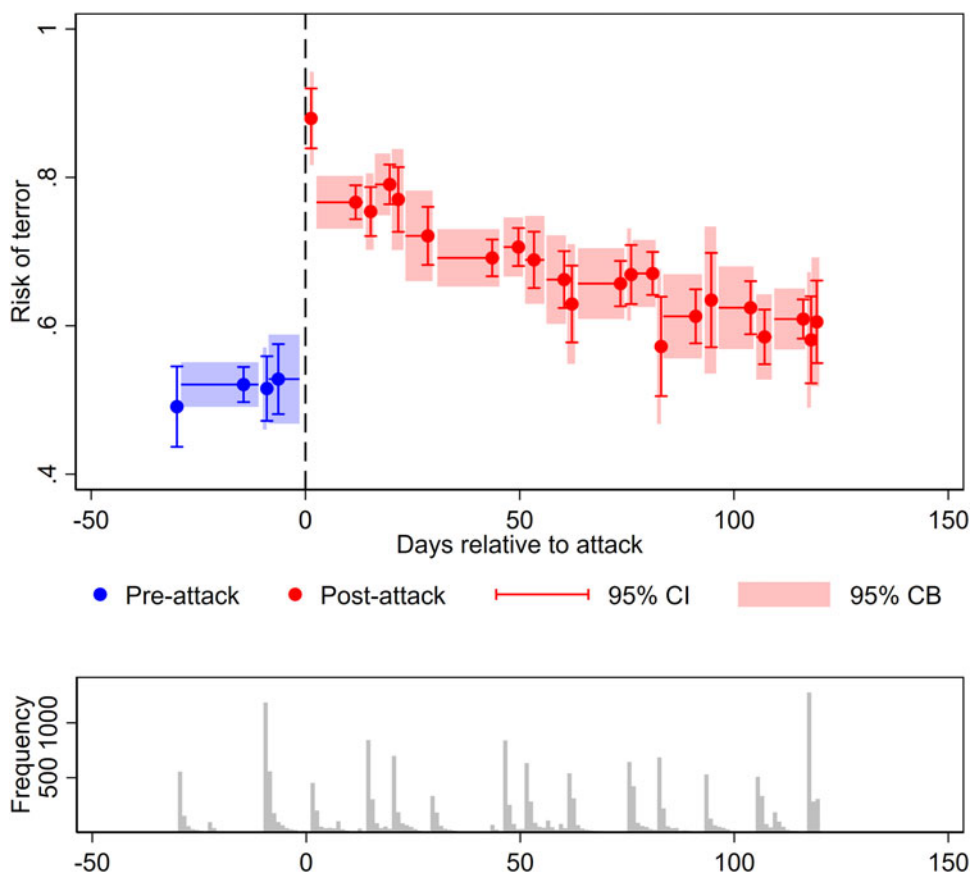 1
.8
.6
.4
Risk of terror
-50 0 50 100 150
Days relative to attack
Pre-attack Post-attack 95% CI 95% CB
1000
500
Frequency
-50 0 50 100 150